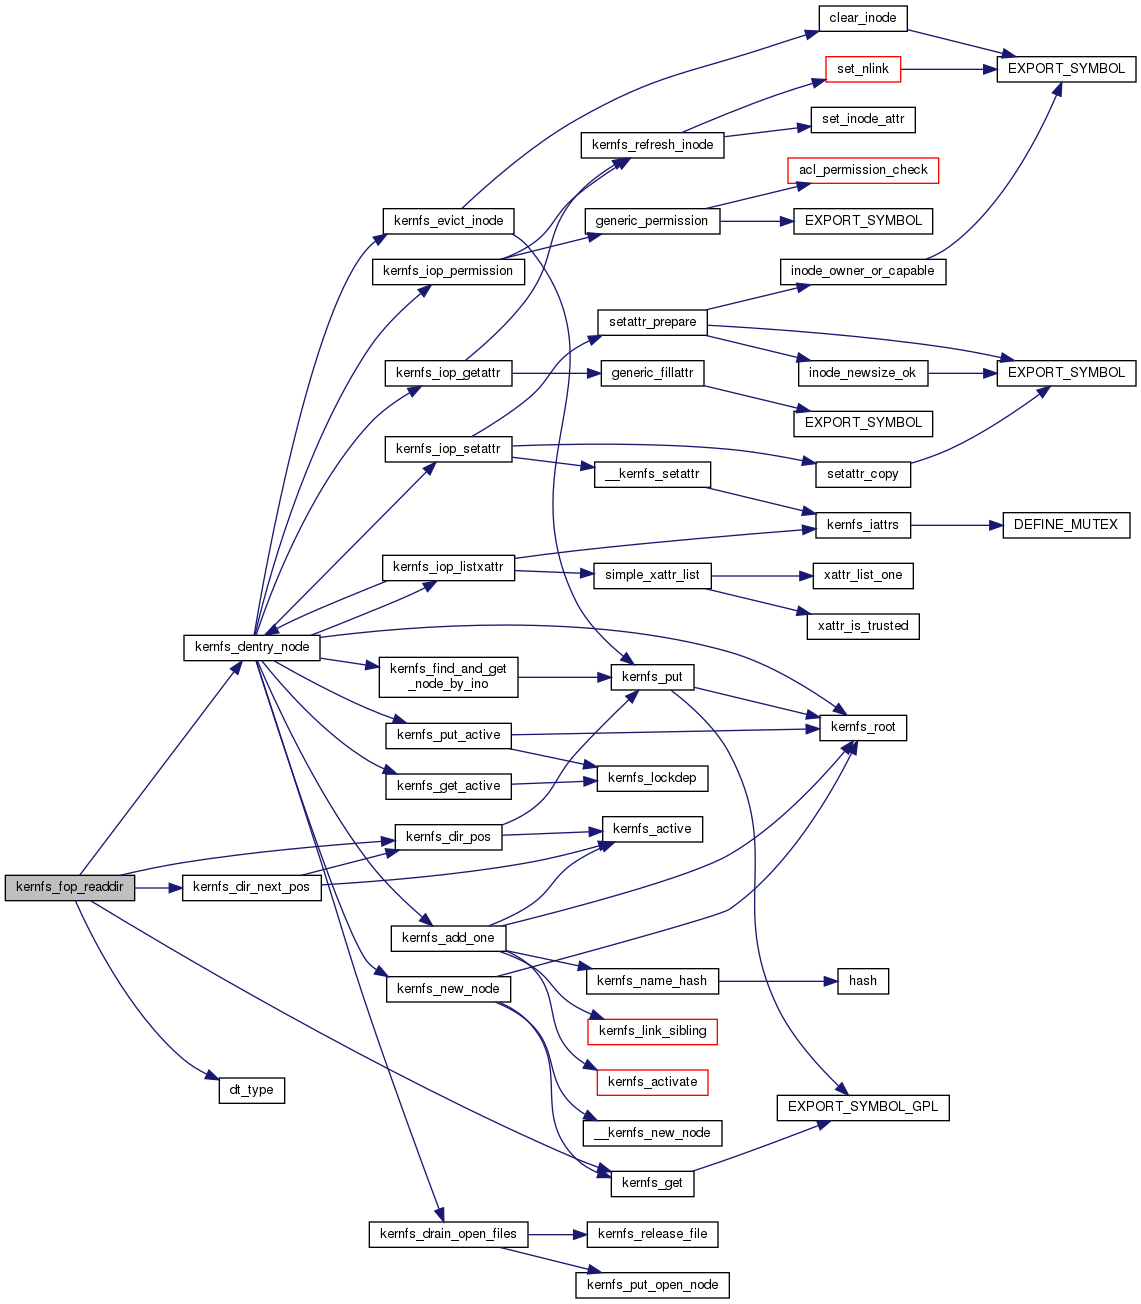 clear_inode
EXPORT_SYMBOL
set_nlink
set_inode_attr
kernfs_refresh_inode
acl_permission_check
kernfs_evict_inode
generic_permission
EXPORT_SYMBOL
kernfs_iop_permission
inode_owner_or_capable
setattr_prepare
kernfs_iop_getattr
generic_fillattr
inode_newsize_ok
EXPORT_SYMBOL
EXPORT_SYMBOL
kernfs_iop_setattr
__kernfs_setattr
setattr_copy
kernfs_iattrs
DEFINE_MUTEX
kernfs_iop_listxattr
simple_xattr_list
xattr_list_one
xattr_is_trusted
kernfs_dentry_node
kernfs_find_and_get
_node_by_ino
kernfs_put
kernfs_put_active
kernfs_root
kernfs_get_active
kernfs_lockdep
kernfs_dir_pos
kernfs_active
kernfs_fop_readdir
kernfs_dir_next_pos
kernfs_add_one
kernfs_new_node
kernfs_name_hash
hash
kernfs_link_sibling
kernfs_activate
dt_type
EXPORT_SYMBOL_GPL
__kernfs_new_node
kernfs_get
kernfs_drain_open_files
kernfs_release_file
kernfs_put_open_node